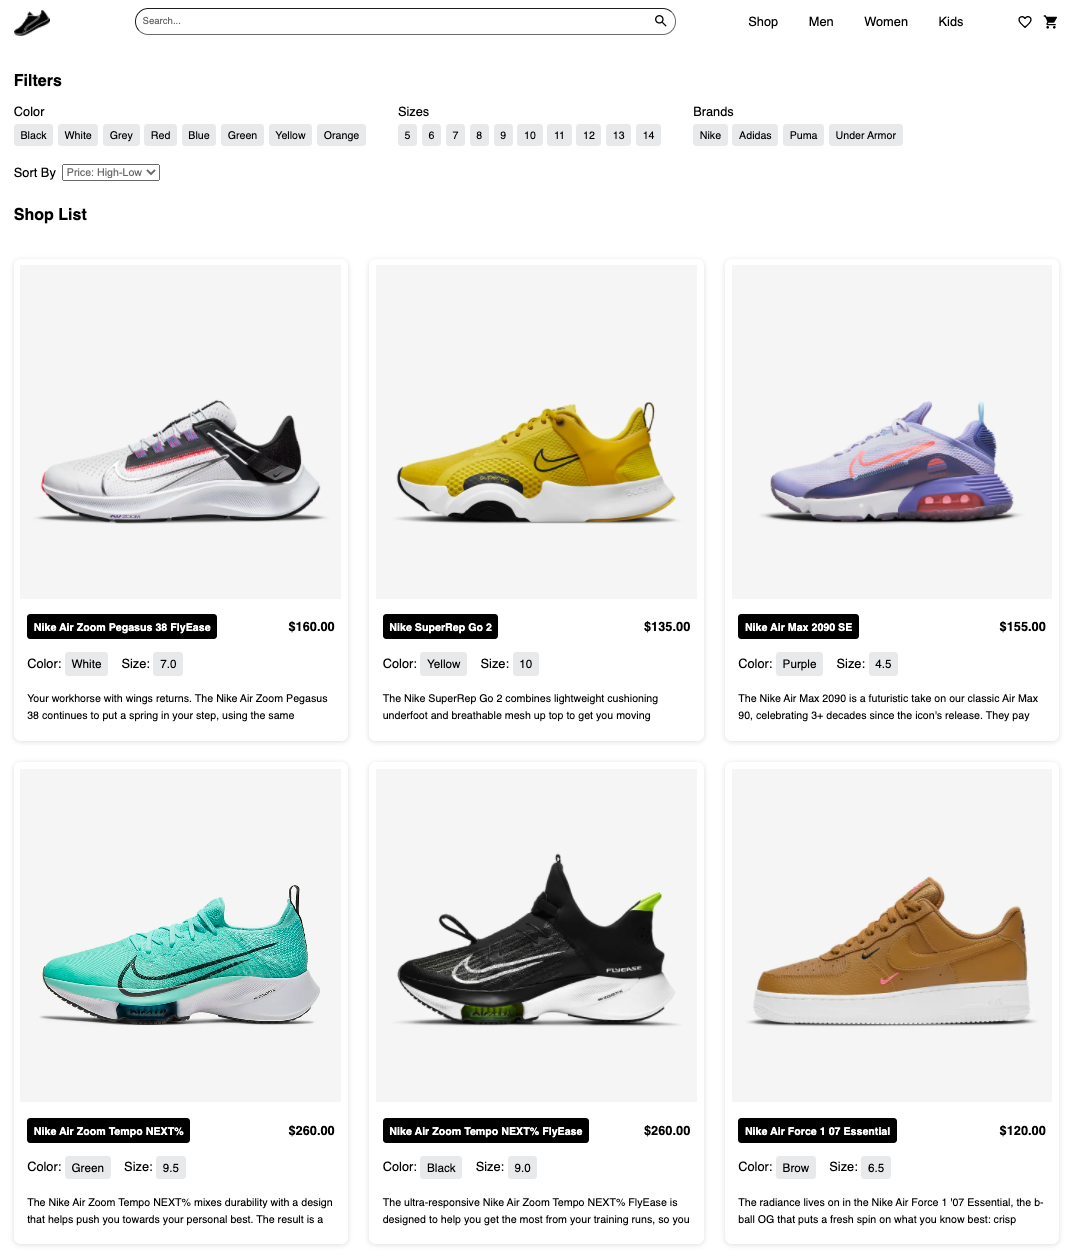 Search...
Shop Men Women Kids
Filters
Color
Black White Grey Red Blue Green Yellow Orange
Sizes
5 6 7 8 9 10 11 12 13 14
Brands
Nike Adidas Puma Under Armor
Sort By Price: High-Low
Shop List
Nike Air Zoom Pegasus 38 FlyEase $160.00
Color: White Size: 7.0
Your workhorse with wings returns. The Nike Air Zoom Pegasus
38 continues to put a spring in your step, using the same
Nike SuperRep Go 2 $135.00
Color: Yellow Size: 10
The Nike SuperRep Go 2 combines lightweight cushioning
underfoot and breathable mesh up top to get you moving
Nike Air Max 2090 SE $155.00
Color: Purple Size: 4.5
The Nike Air Max 2090 is a futuristic take on our classic Air Max
90, celebrating 3+ decades since the icon's release. They pay
Nike Air Zoom Tempo NEXT% $260.00
Color: Green Size: 9.5
The Nike Air Zoom Tempo NEXT% mixes durability with a design
that helps push you towards your personal best. The result is a
FLYEASE
Nike Air Zoom Tempo NEXT% FlyEase $260.00
Color: Black Size: 9.0
The ultra-responsive Nike Air Zoom Tempo NEXT% FlyEase is
designed to help you get the most from your training runs, so you
Nike Air Force 1 07 Essential $120.00
Color: Brow Size: 6.5
The radiance lives on in the Nike Air Force 1 '07 Essential, the b-
ball OG that puts a fresh spin on what you know best: crisp